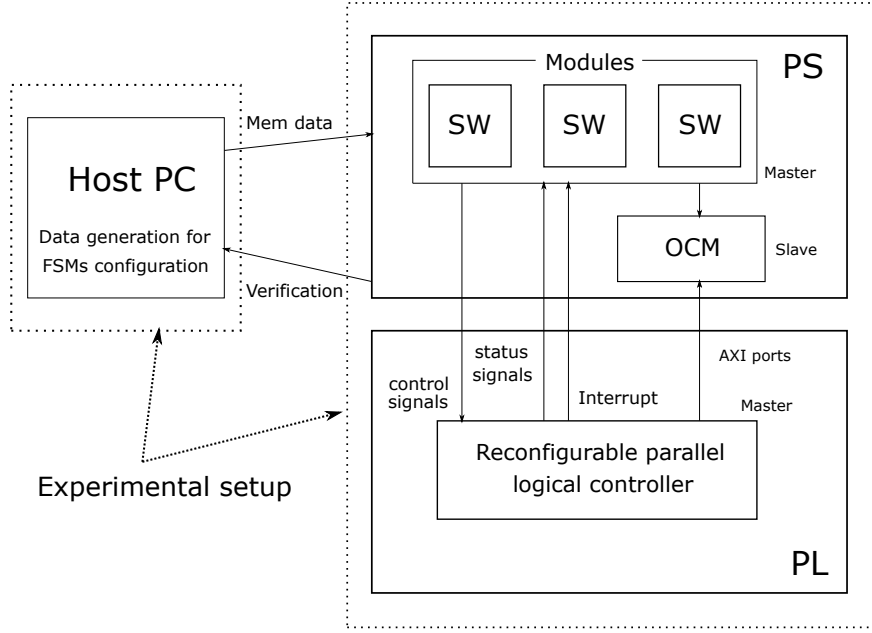 PS
Modules
SW
SW
SW
Mem data
Host PC
Master
Data generation for
FSMs configuration
OCM
Slave
Verification
status
signals
AXI ports
control
signals
Interrupt
Master
Reconfigurable parallel
logical controller
Experimental setup
PL